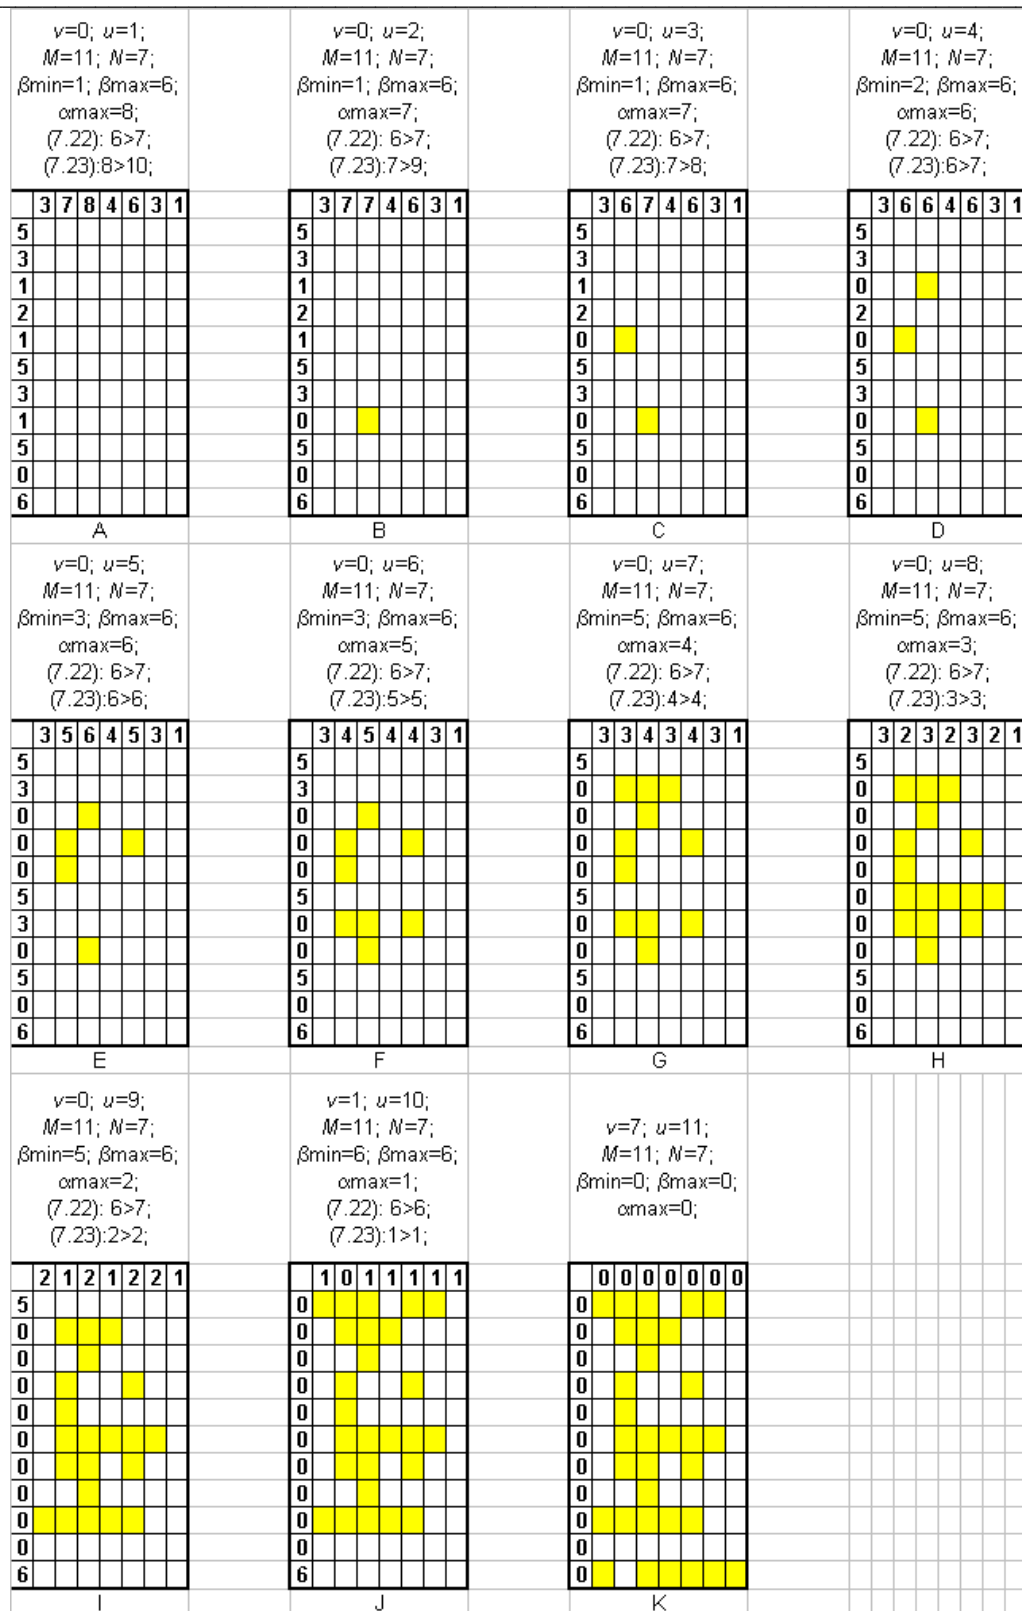 v=0; u=1;
M=11; N=7;
βmin=1; βmax=6;
αmax=8;
(7.22): 6>7;
(7.23):8>10;
3 7 8 4 6 3 1
5
3
1
2
1
5
3
1
5
0
6
A
v=0; u=2;
M=11; N=7;
βmin=1; βmax=6;
αmax=7;
(7.22): 6>7;
(7.23):7>9;
3 7 7 4 6 3 1
5
3
1
2
1
5
3
0
5
0
6
B
v=0; u=3;
M=11; N=7;
βmin=1; βmax=6;
αmax=7;
(7.22): 6>7;
(7.23):7>8;
3 6 7 4 6 3 1
5
3
1
2
0
5
3
0
5
0
6
C
v=0; u=4;
M=11; N=7;
βmin=2; βmax=6;
αmax=6;
(7.22): 6>7;
(7.23):6>7;
3 6 6 4 6 3 1
5
3
0
2
0
5
3
0
5
0
6
D
v=0; u=5;
M=11; N=7;
βmin=3; βmax=6;
αmax=6;
(7.22): 6>7;
(7.23):6>6;
3 5 6 4 5 3 1
5
3
0
0
0
5
3
0
5
0
6
E
v=0; u=6;
M=11; N=7;
βmin=3; βmax=6;
αmax=5;
(7.22): 6>7;
(7.23):5>5;
3 4 5 4 4 3 1
5
3
0
0
0
5
0
0
5
0
6
F
v=0; u=7;
M=11; N=7;
βmin=5; βmax=6;
αmax=4;
(7.22): 6>7;
(7.23):4>4;
3 3 4 3 4 3 1
5
0
0
0
0
5
0
0
5
0
6
G
v=0; u=8;
M=11; N=7;
βmin=5; βmax=6;
αmax=3;
(7.22): 6>7;
(7.23):3>3;
3 2 3 2 3 2 1
5
0
0
0
0
0
0
0
5
0
6
H
v=0; u=9;
M=11; N=7;
βmin=5; βmax=6;
αmax=2;
(7.22): 6>7;
(7.23):2>2;
2 1 2 1 2 2 1
5
0
0
0
0
0
0
0
0
0
6
I
v=1; u=10;
M=11; N=7;
βmin=6; βmax=6;
αmax=1;
(7.22): 6>6;
(7.23):1>1;
1 0 1 1 1 1 1
0
0
0
0
0
0
0
0
0
0
6
J
v=7; u=11;
M=11; N=7;
βmin=0; βmax=0;
αmax=0;
0 0 0 0 0 0 0
0
0
0
0
0
0
0
0
0
0
0
K